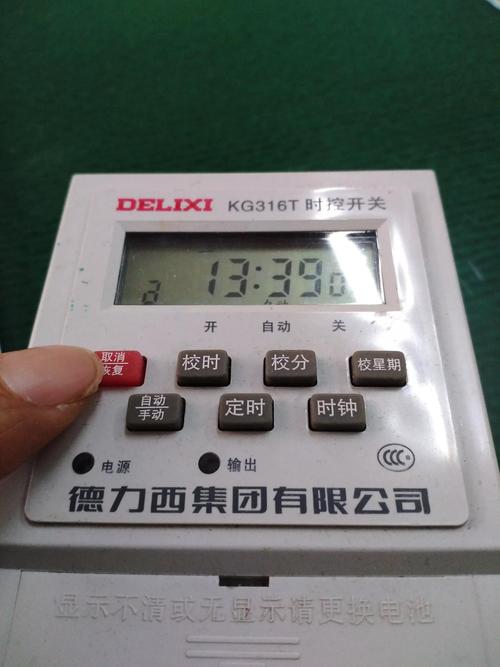 DELIXI KG316T 时控开关
13:39
开 自动 关
取消/恢复 校时 校分 校星期
自动/手动 定时 时钟
电源 输出 CCC
德力西集团有限公司
显示不清或无显示请更换电池